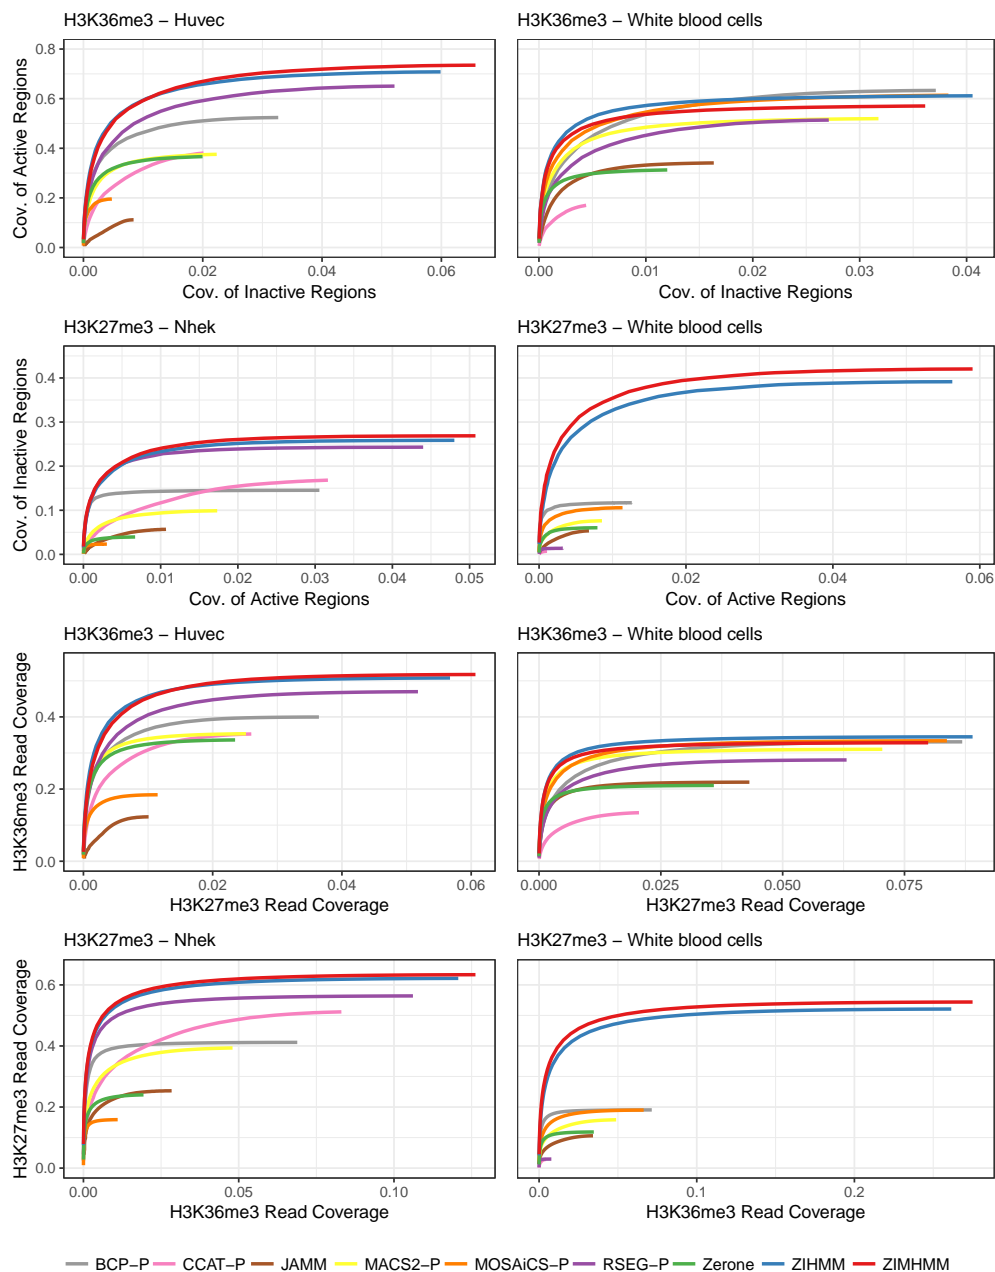 H3K36me3 − Huvec
H3K36me3 − White blood cells
Cov. of Active Regions
0.8
0.6
0.4
0.2
0.0
0.00 0.02 0.04 0.06
0.00 0.01 0.02 0.03 0.04
Cov. of Inactive Regions
Cov. of Inactive Regions
H3K27me3 − Nhek
H3K27me3 − White blood cells
Cov. of Inactive Regions
0.4
0.3
0.2
0.1
0.0
0.00 0.01 0.02 0.03 0.04 0.05
0.00 0.02 0.04 0.06
Cov. of Active Regions
Cov. of Active Regions
H3K36me3 − Huvec
H3K36me3 − White blood cells
H3K36me3 Read Coverage
0.4
0.2
0.0
0.00 0.02 0.04 0.06
0.000 0.025 0.050 0.075
H3K27me3 Read Coverage
H3K27me3 Read Coverage
H3K27me3 − Nhek
H3K27me3 − White blood cells
H3K27me3 Read Coverage
0.6
0.4
0.2
0.0
0.00 0.05 0.10
0.0 0.1 0.2
H3K36me3 Read Coverage
H3K36me3 Read Coverage
BCP−P CCAT−P JAMM MACS2−P MOSAiCS−P RSEG−P Zerone ZIHMM ZIMHMM